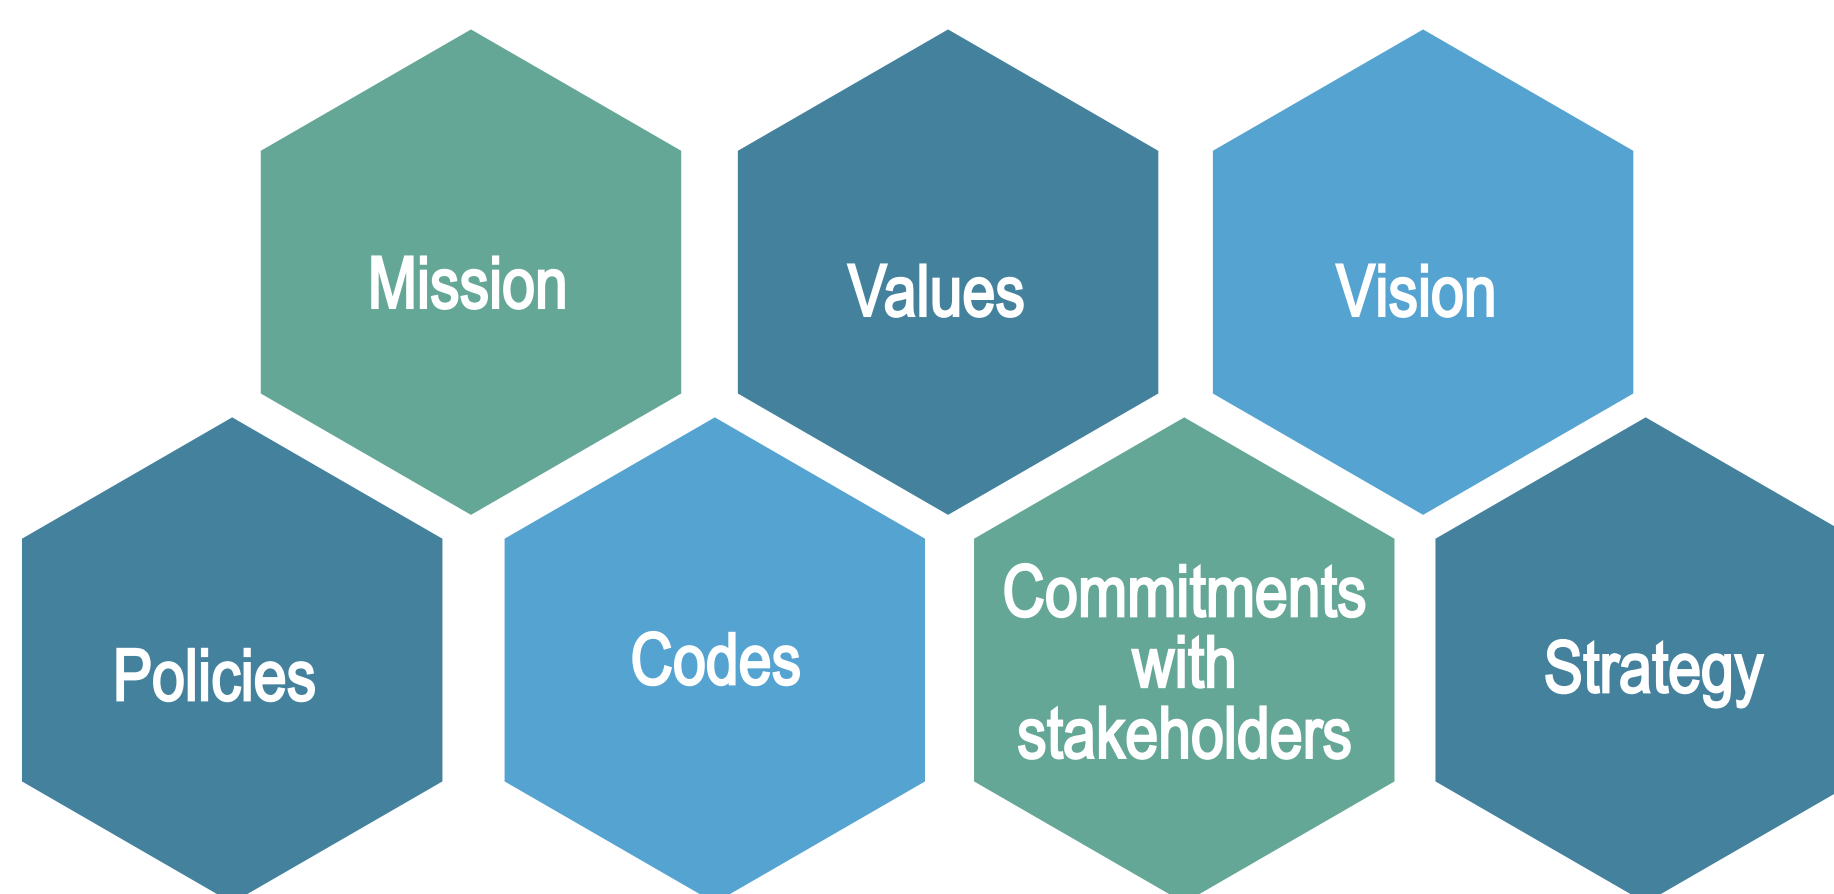 Mission
Values
Vision
Policies
Codes
Commitments
with
stakeholders
Strategy